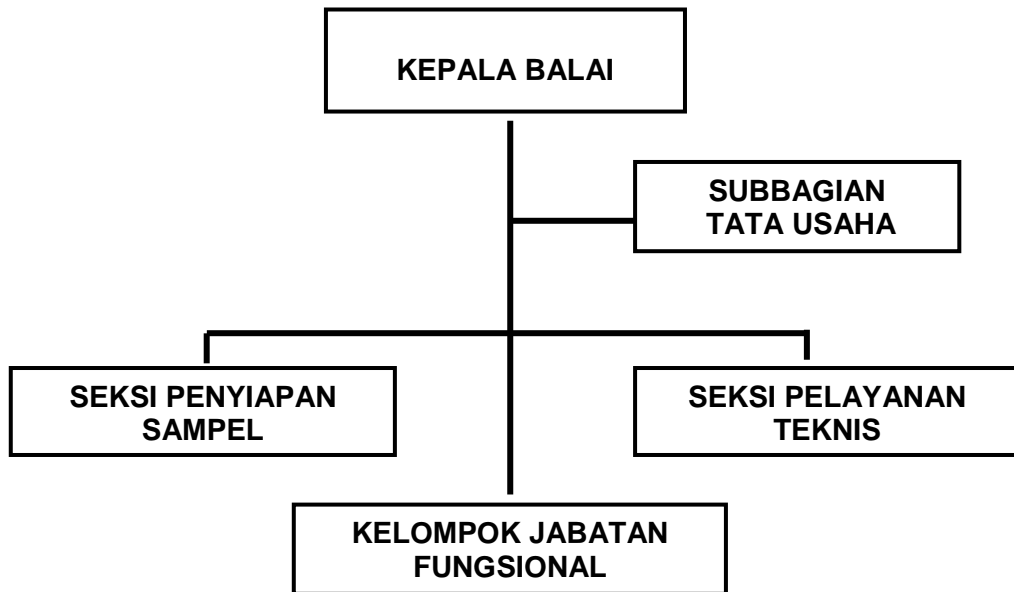 KEPALA BALAI
SUBBAGIAN
TATA USAHA
SEKSI PENYIAPAN
SAMPEL
SEKSI PELAYANAN
TEKNIS
KELOMPOK JABATAN
FUNGSIONAL